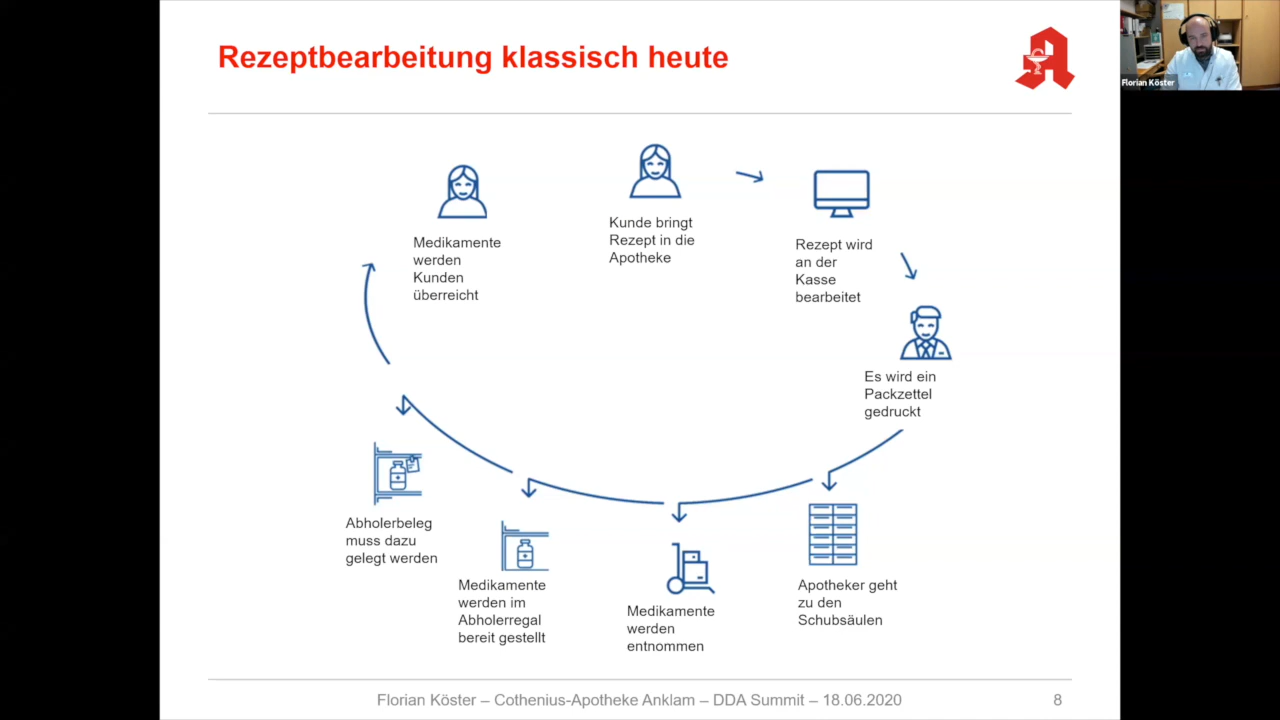 Rezeptbearbeitung klassisch heute
Florian Köster
Kunde bringt
Rezept in die
Apotheke
Rezept wird
an der
Kasse
bearbeitet
Es wird ein
Packzettel
gedruckt
Apotheker geht
zu den
Schubsäulen
Medikamente
werden
entnommen
Medikamente
werden im
Abholerregal
bereit gestellt
Abholerbeleg
muss dazu
gelegt werden
Medikamente
werden
Kunden
überreicht
Florian Köster – Cothenius-Apotheke Anklam – DDA Summit – 18.06.2020
8